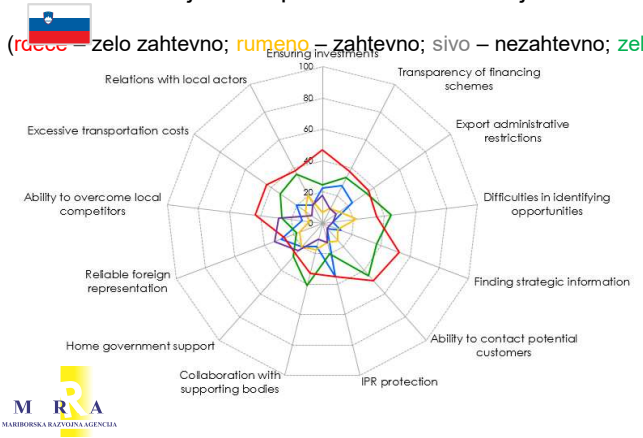 (rdeče – zelo zahtevno; rumeno – zahtevno; sivo – nezahtevno; zel
Ensuring investments
Transparency of financing
schemes
Export administrative
restrictions
Difficulties in identifying
opportunities
Finding strategic information
Ability to contact potential
customers
IPR protection
Collaboration with
supporting bodies
Home government support
Reliable foreign
representation
Ability to overcome local
competitors
Excessive transportation costs
Relations with local actors
100
80
60
40
20
0
M R A
MARIBORSKA RAZVOJNA AGENCIJA